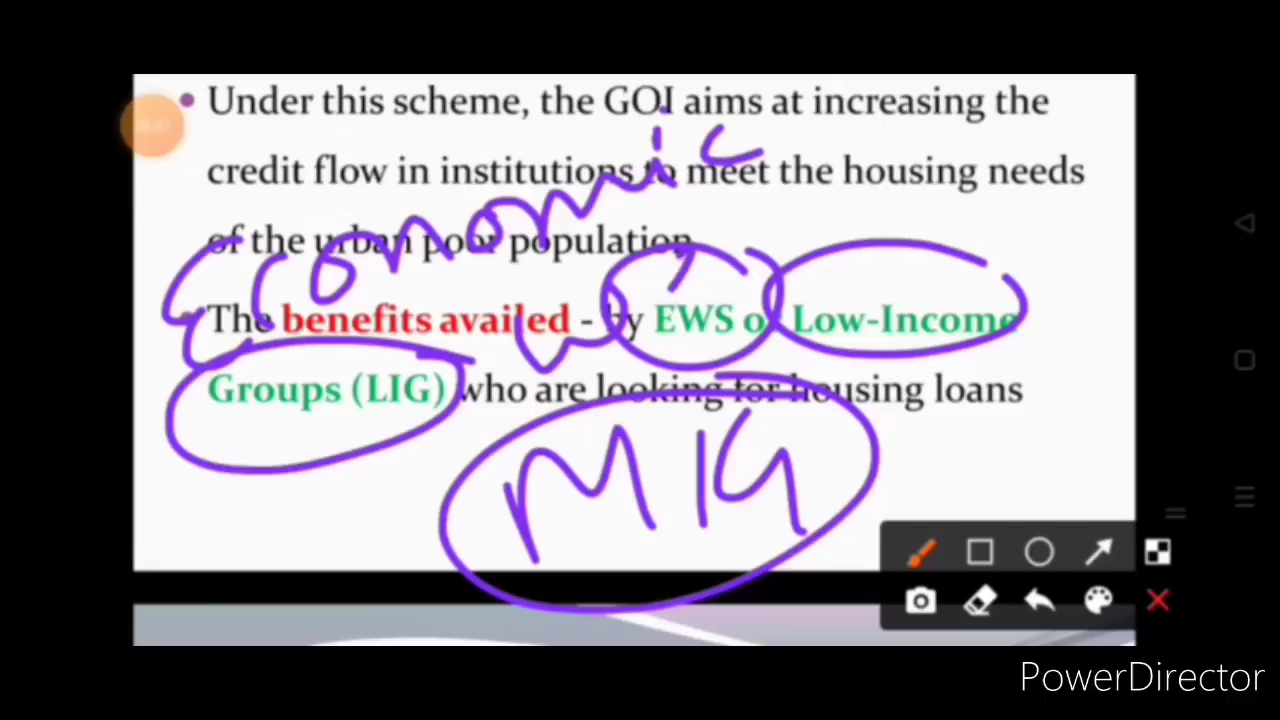 • Under this scheme, the GOI aims at increasing the
credit flow in institutions to meet the housing needs
of the urban poor population.
Economic
• The benefits availed - by EWS or Low-Income
Groups (LIG) who are looking for housing loans
MIG
PowerDirector